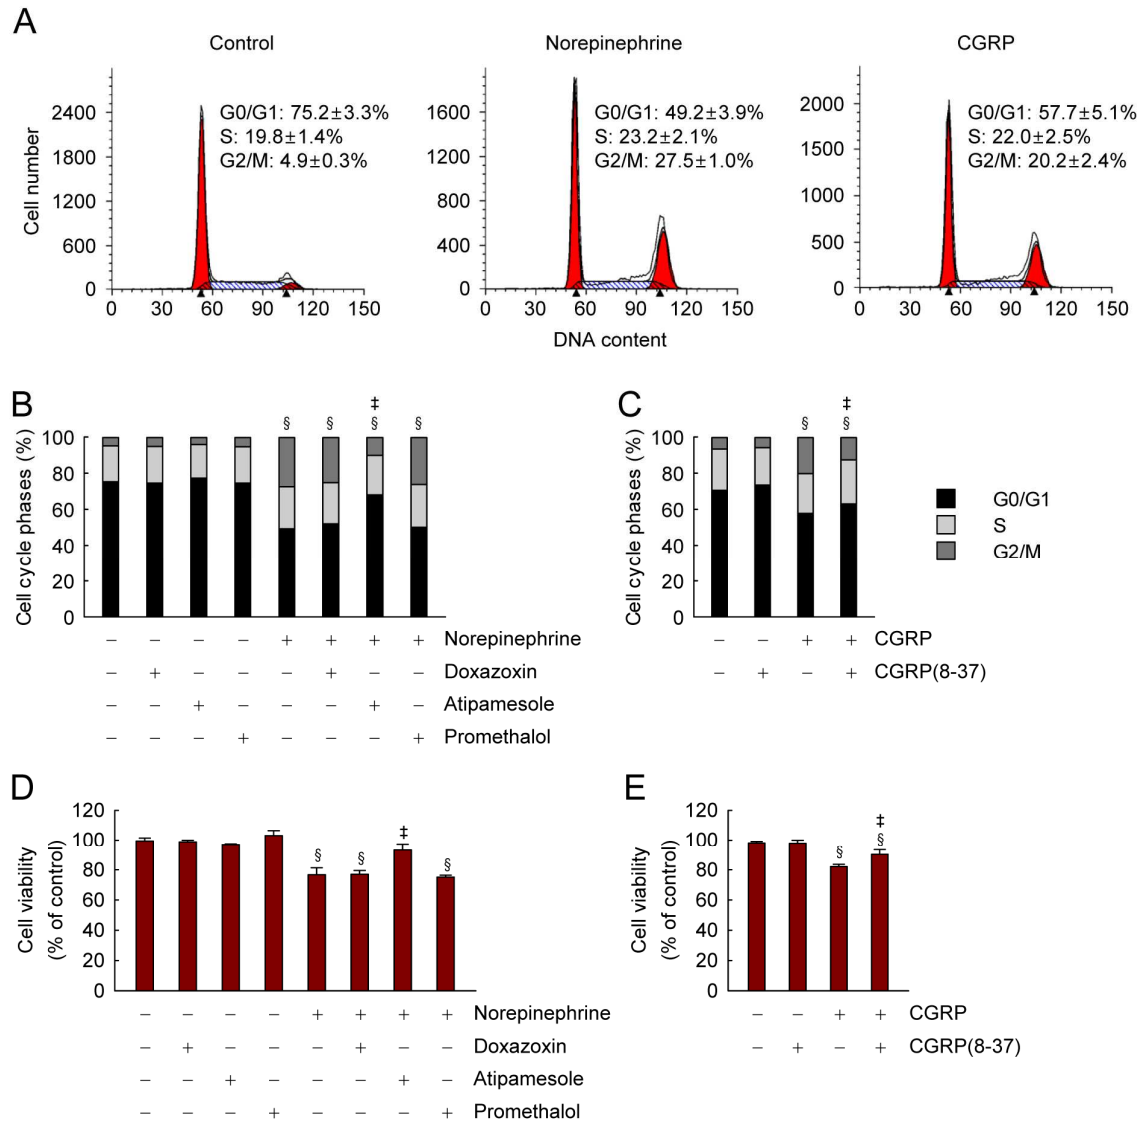 A
Control
Norepinephrine
CGRP
G0/G1: 75.2±3.3%
S: 19.8±1.4%
G2/M: 4.9±0.3%
G0/G1: 49.2±3.9%
S: 23.2±2.1%
G2/M: 27.5±1.0%
G0/G1: 57.7±5.1%
S: 22.0±2.5%
G2/M: 20.2±2.4%
Cell number
2400
1800
1200
600
0
1600
1200
800
400
0
2000
1500
1000
500
0
0 30 60 90 120 150
0 30 60 90 120 150
0 30 60 90 120 150
DNA content
B
Cell cycle phases (%)
100
80
60
40
20
0
§ § ‡ § §
− − − − + + + + Norepinephrine
− + − − − + − − Doxazoxin
− − + − − − + − Atipamesole
− − − + − − − + Promethalol
C
Cell cycle phases (%)
100
80
60
40
20
0
§ ‡ §
− − + + CGRP
− + − + CGRP(8-37)
G0/G1
S
G2/M
D
Cell viability
(% of control)
120
100
80
60
40
20
0
§ § ‡ §
− − − − + + + + Norepinephrine
− + − − − + − − Doxazoxin
− − + − − − + − Atipamesole
− − − + − − − + Promethalol
E
Cell viability
(% of control)
120
100
80
60
40
20
0
§ ‡ §
− − + + CGRP
− + − + CGRP(8-37)